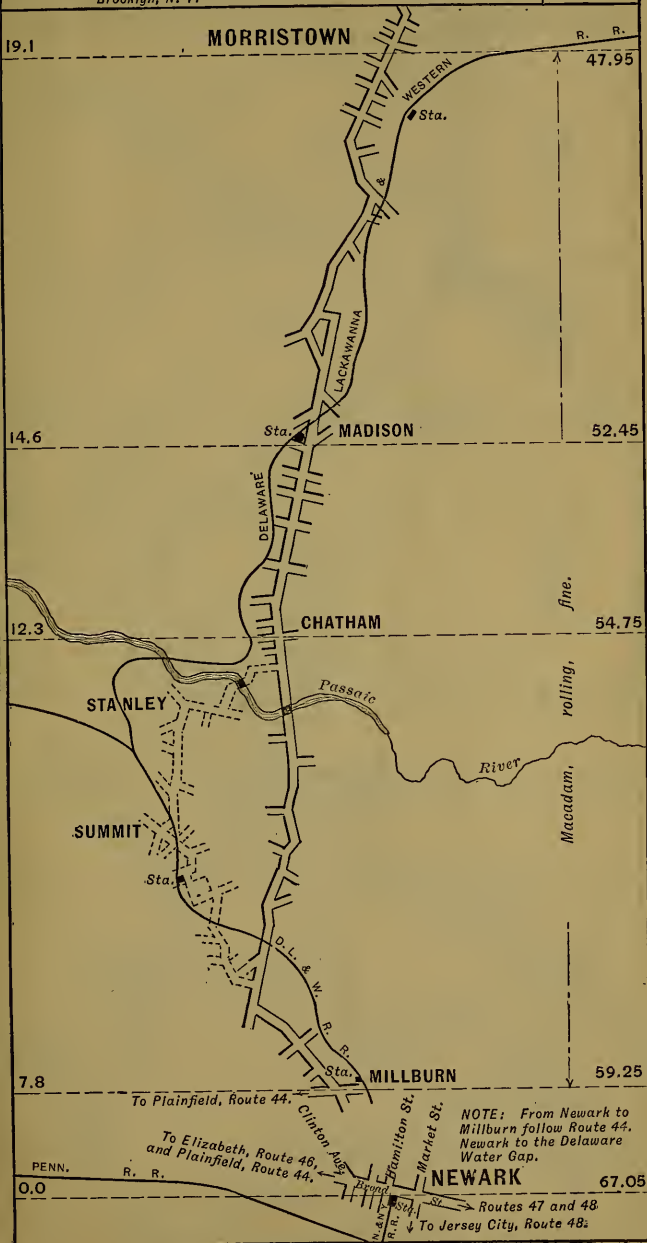 Brooklyn, N. Y.
19.1
MORRISTOWN
R. R.
47.95
WESTERN
Sta.
&
LACKAWANNA
Sta.
MADISON
14.6
52.45
DELAWARE
12.3
CHATHAM
54.75
fine.
rolling,
Macadam,
STANLEY
Passaic
River
SUMMIT
Sta.
D. L. & W. R. R.
Sta.
MILLBURN
7.8
59.25
To Plainfield, Route 44.
Clinton Ave.
Hamilton St.
Market St.
NOTE: From Newark to
Millburn follow Route 44.
Newark to the Delaware
Water Gap.
To Elizabeth, Route 46,
and Plainfield, Route 44.
PENN. R. R.
Broad
St.
NEWARK
0.0
67.05
Sta.
N. & N.Y.
R. R.
Routes 47 and 48
To Jersey City, Route 48.